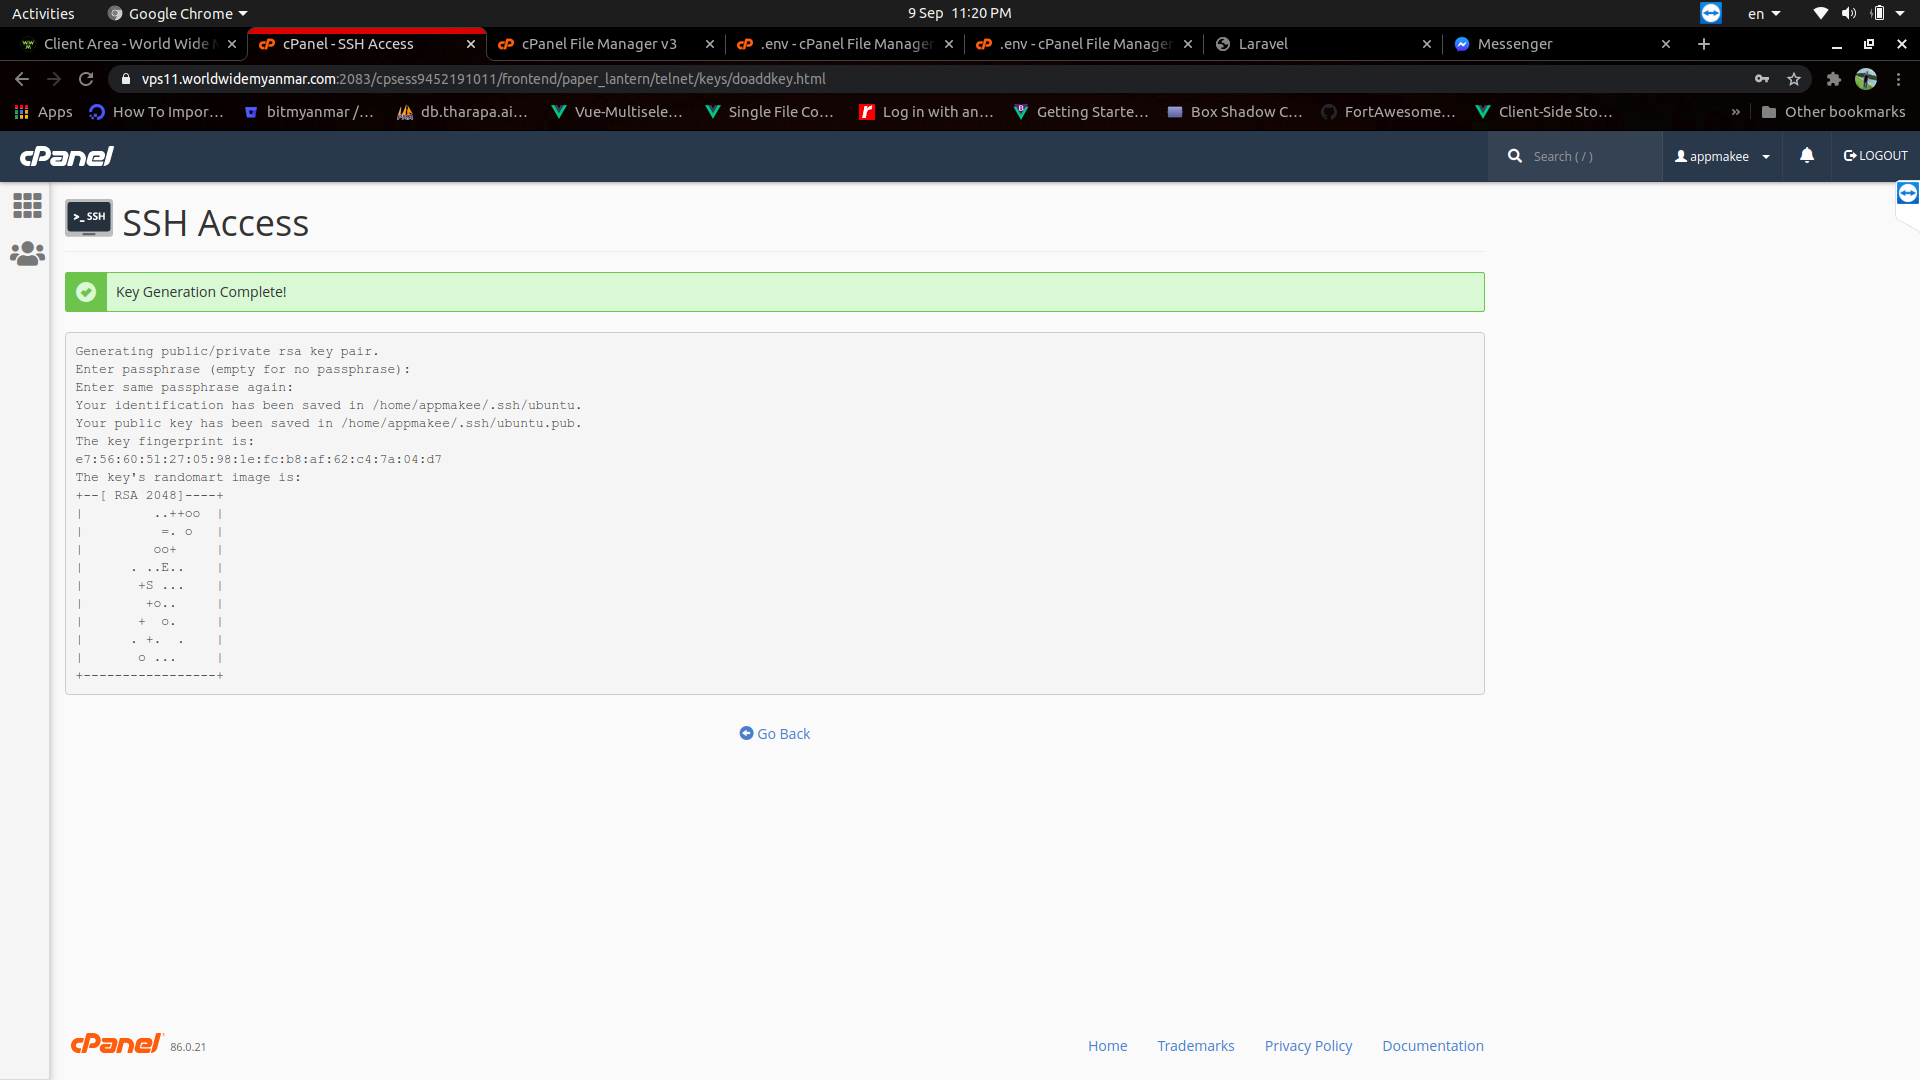 Activities Google Chrome 9 Sep 11:20 PM en
Client Area - World Wide cPanel - SSH Access cPanel File Manager v3 .env - cPanel File Manager .env - cPanel File Manager Laravel Messenger
vps11.worldwidemyanmar.com:2083/cpsess9452191011/frontend/paper_lantern/telnet/keys/doaddkey.html
Apps How To Impor… bitmyanmar /… db.tharapa.ai… Vue-Multisele… Single File Co… Log in with an… Getting Starte… Box Shadow C… FortAwesome… Client-Side Sto… » Other bookmarks
cPanel Search ( / ) appmakee LOGOUT
>_ SSH SSH Access
Key Generation Complete!
Generating public/private rsa key pair.
Enter passphrase (empty for no passphrase):
Enter same passphrase again:
Your identification has been saved in /home/appmakee/.ssh/ubuntu.
Your public key has been saved in /home/appmakee/.ssh/ubuntu.pub.
The key fingerprint is:
e7:56:60:51:27:05:98:1e:fc:b8:af:62:c4:7a:04:d7
The key's randomart image is:
+--[ RSA 2048]----+
|         ..++oo  |
|          =. o   |
|         oo+     |
|      . ..E..    |
|       +S ...    |
|        +o..     |
|       +  o.     |
|      . +.  .    |
|       o ...     |
+-----------------+
Go Back
cPanel 86.0.21 Home Trademarks Privacy Policy Documentation